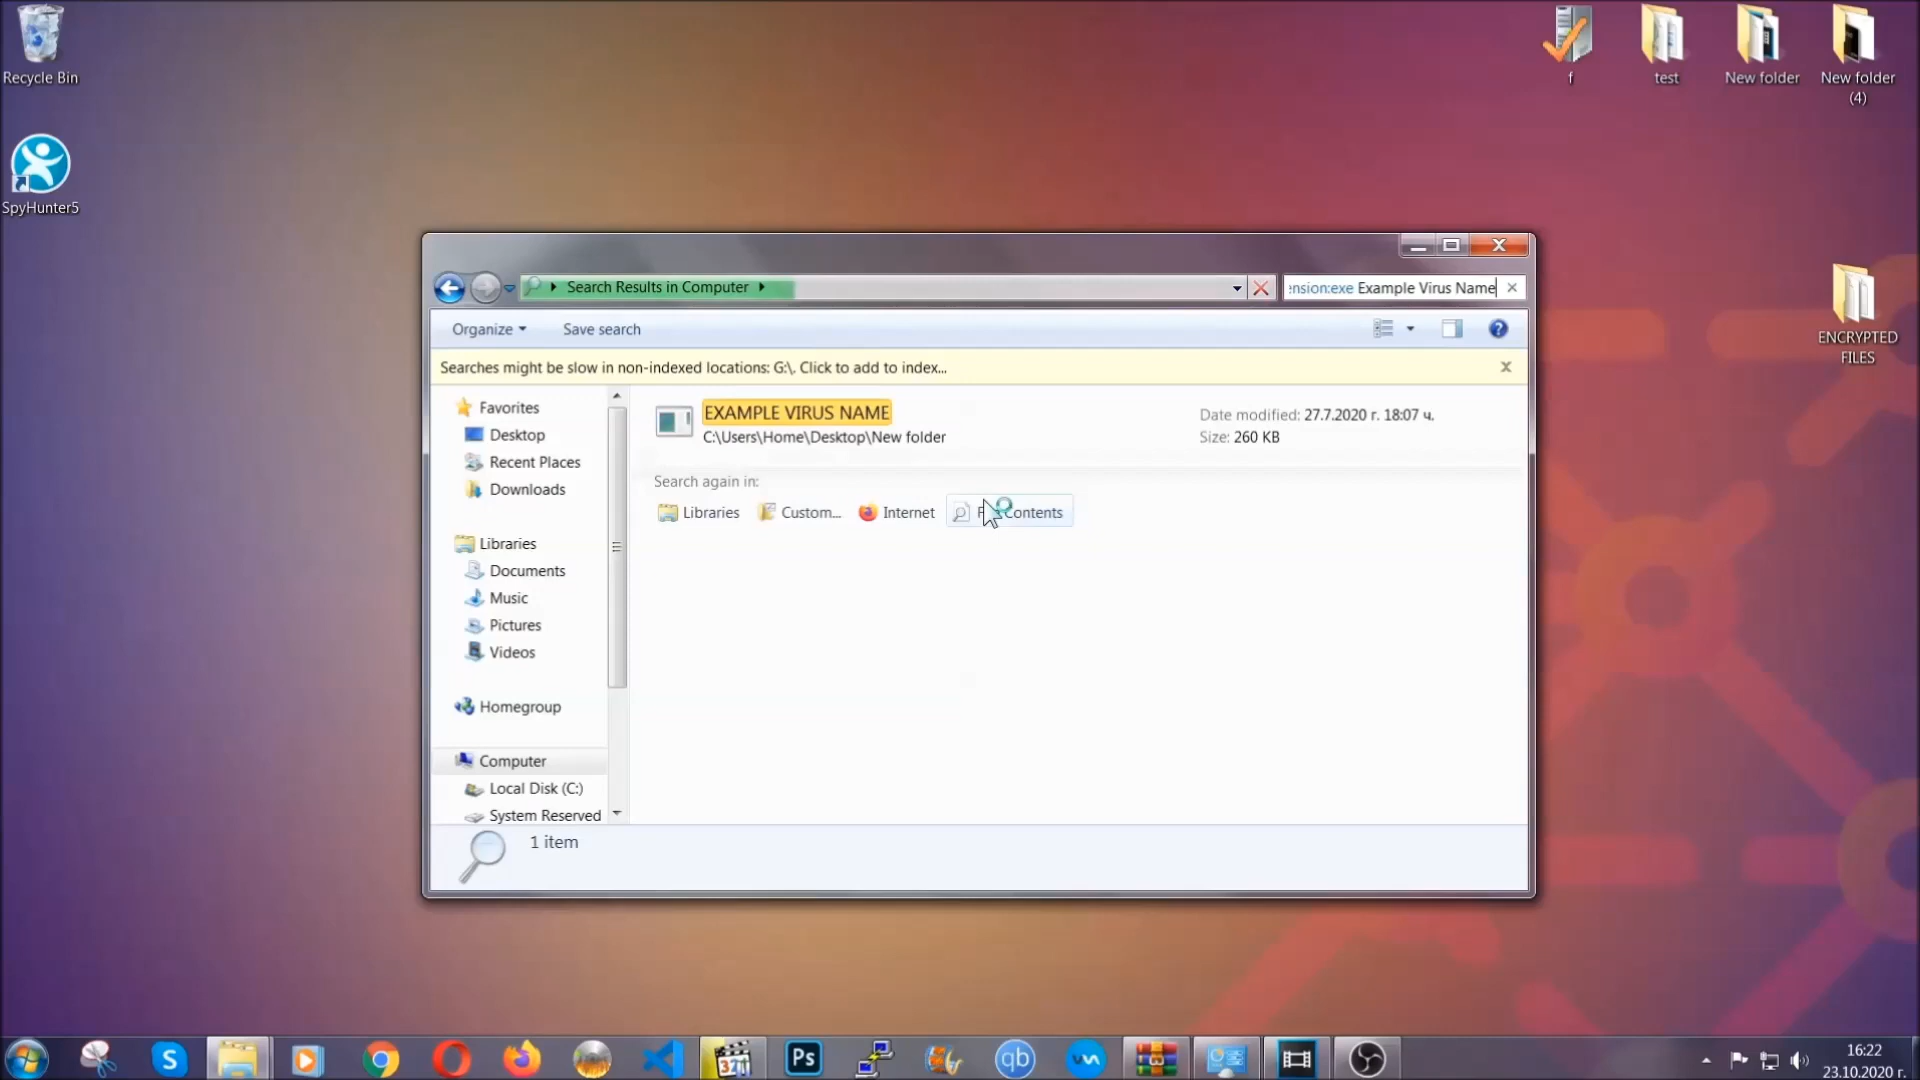 Recycle Bin
SpyHunter5
f
test
New folder
New folder
(4)
ENCRYPTED
FILES
Search Results in Computer
ension:exe Example Virus Name
Organize
Save search
Searches might be slow in non-indexed locations: G:\. Click to add to index...
Favorites
Desktop
Recent Places
Downloads
Libraries
Documents
Music
Pictures
Videos
Homegroup
Computer
Local Disk (C:)
System Reserved
EXAMPLE VIRUS NAME
C:\Users\Home\Desktop\New folder
Date modified: 27.7.2020 г. 18:07 ч.
Size: 260 KB
Search again in:
Libraries
Custom...
Internet
Contents
1 item
S
321
Ps
qb
16:22
23.10.2020 г.